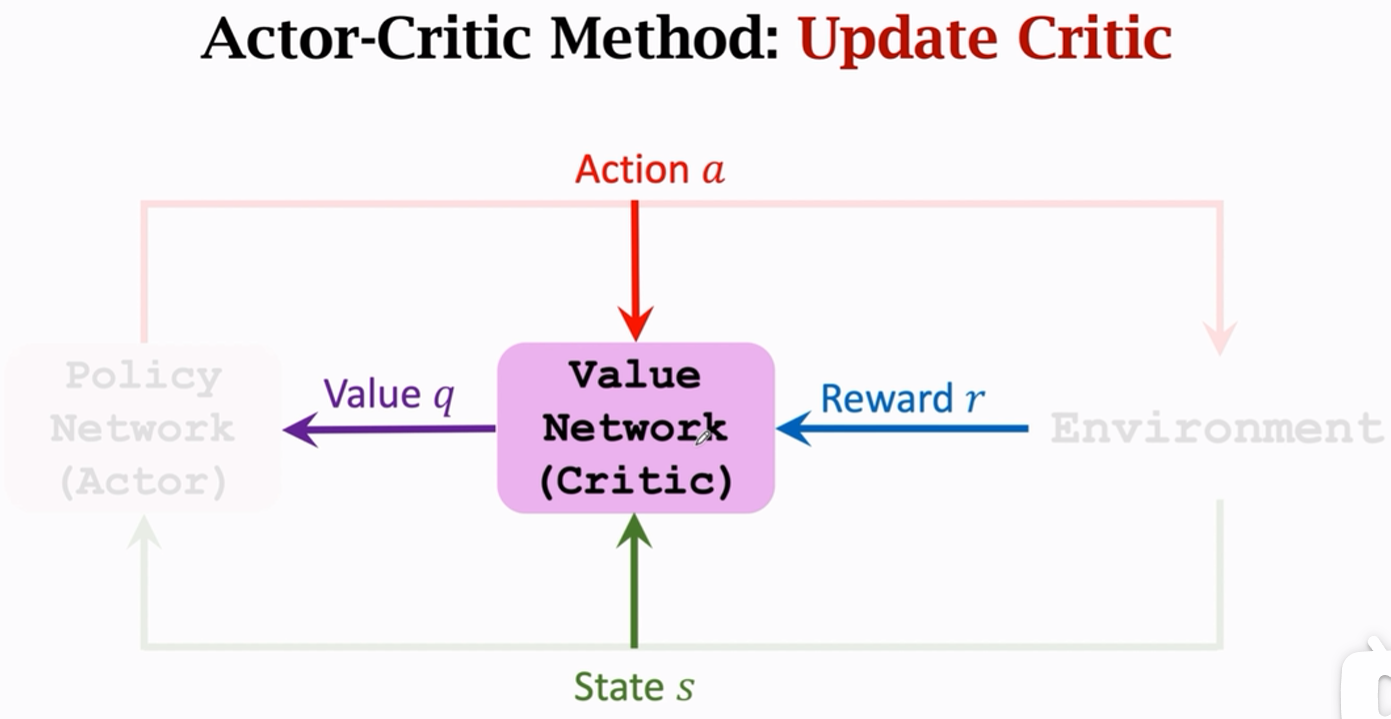 Actor-Critic Method: Update Critic
Action a
Policy
Network
(Actor)
Value q
Value
Network
(Critic)
Reward r
Environment
State s